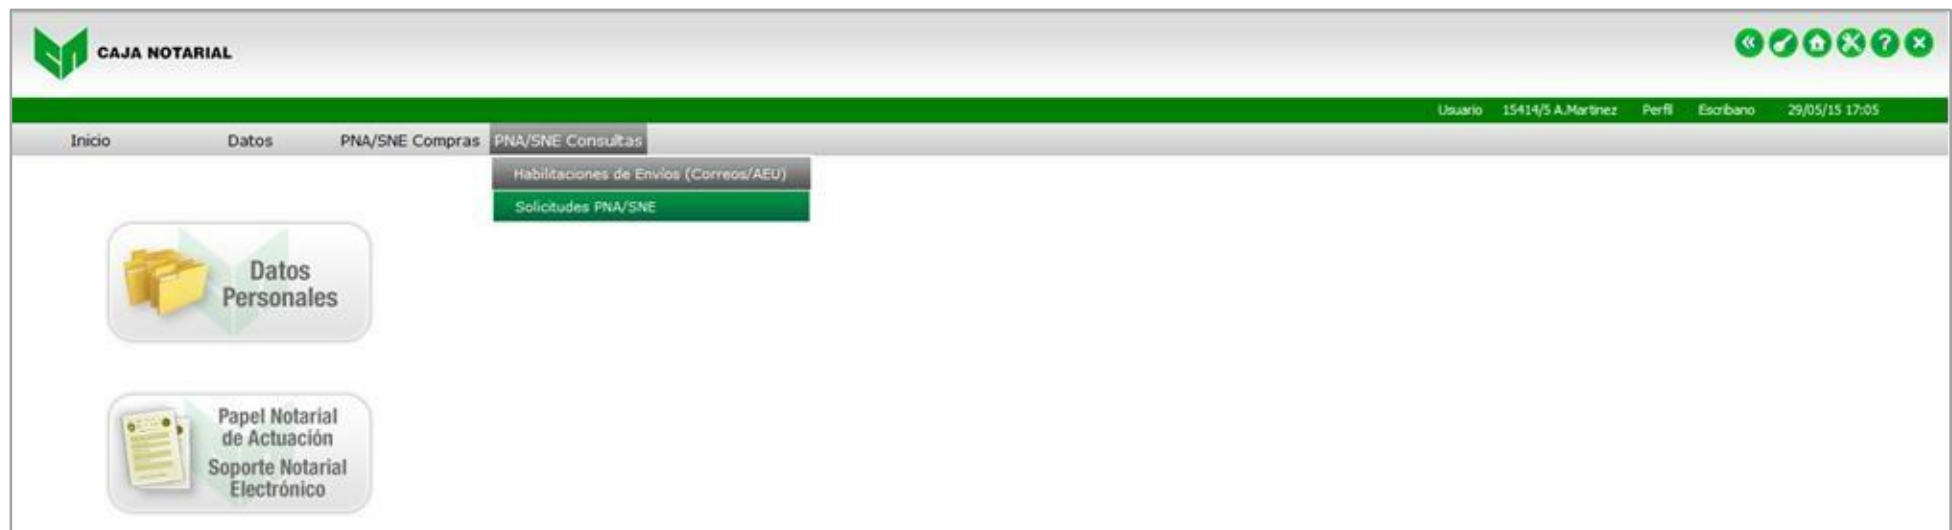 CAJA NOTARIAL
Usuario 15414/5 A.Martinez Perfil Escribano 29/05/15 17:05
Inicio Datos PNA/SNE Compras PNA/SNE Consultas
Habilitaciones de Envíos (Correos/AEU)
Solicitudes PNA/SNE
Datos
Personales
Papel Notarial
de Actuación
Soporte Notarial
Electrónico